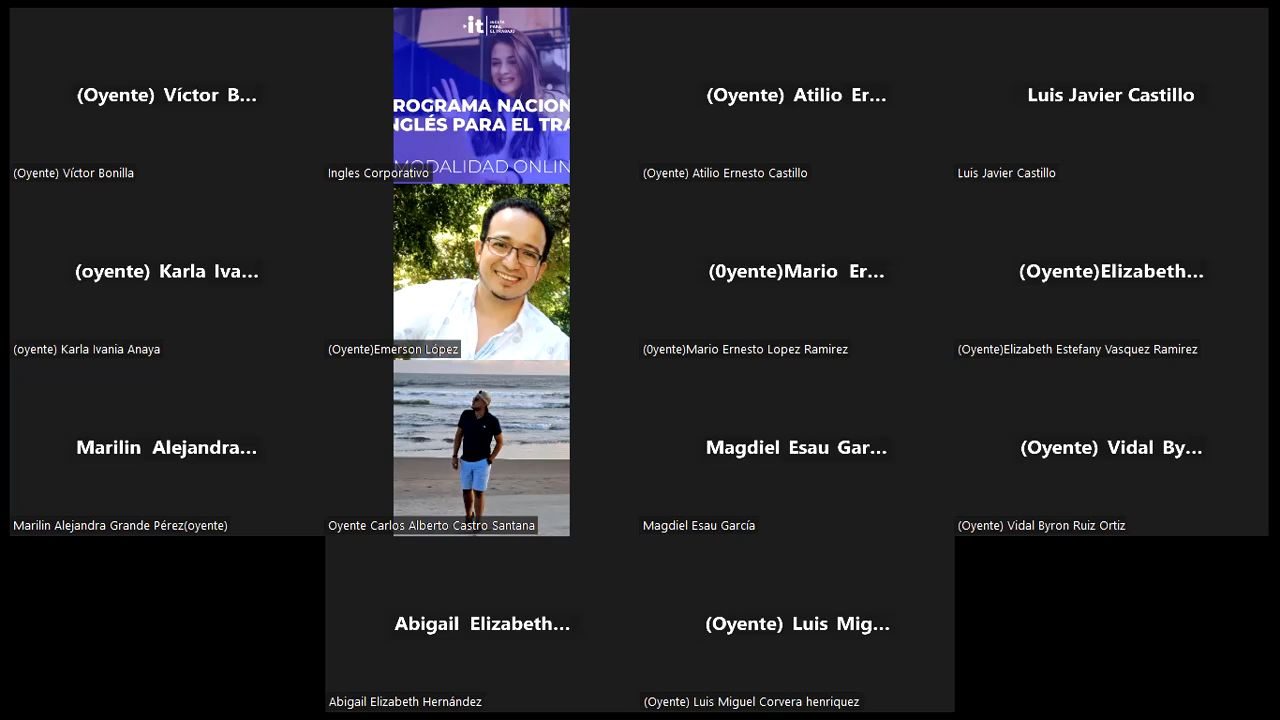 (Oyente) Víctor B...
(Oyente) Víctor Bonilla
it INGLÉS
PARA
EL TRABAJO
ROGRAMA NACION
NGLÉS PARA EL TRA
MODALIDAD ONLIN
Ingles Corporativo
(Oyente) Atilio Er...
(Oyente) Atilio Ernesto Castillo
Luis Javier Castillo
Luis Javier Castillo
(oyente) Karla Iva...
(oyente) Karla Ivania Anaya
(Oyente)Emerson López
(0yente)Mario Er...
(0yente)Mario Ernesto Lopez Ramirez
(Oyente)Elizabeth...
(Oyente)Elizabeth Estefany Vasquez Ramirez
Marilin Alejandra...
Marilin Alejandra Grande Pérez(oyente)
Oyente Carlos Alberto Castro Santana
Magdiel Esau Gar...
Magdiel Esau García
(Oyente) Vidal By...
(Oyente) Vidal Byron Ruiz Ortiz
Abigail Elizabeth...
Abigail Elizabeth Hernández
(Oyente) Luis Mig...
(Oyente) Luis Miguel Corvera henriquez